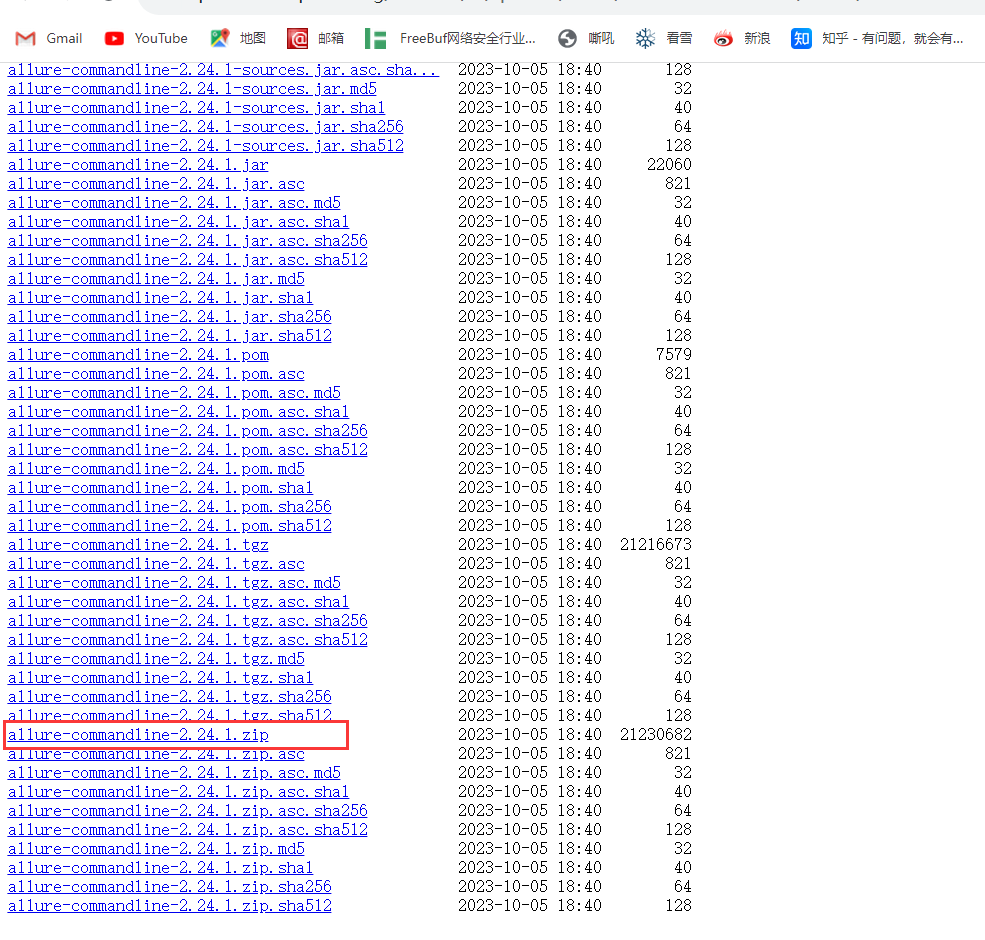 Gmail YouTube 地图 邮箱 FreeBuf网络安全行业... 嘶吼 看雪 新浪 知乎 - 有问题，就会有...
allure-commandline-2.24.1-sources.jar.asc.sha... 2023-10-05 18:40 128
allure-commandline-2.24.1-sources.jar.md5 2023-10-05 18:40 32
allure-commandline-2.24.1-sources.jar.sha1 2023-10-05 18:40 40
allure-commandline-2.24.1-sources.jar.sha256 2023-10-05 18:40 64
allure-commandline-2.24.1-sources.jar.sha512 2023-10-05 18:40 128
allure-commandline-2.24.1.jar 2023-10-05 18:40 22060
allure-commandline-2.24.1.jar.asc 2023-10-05 18:40 821
allure-commandline-2.24.1.jar.asc.md5 2023-10-05 18:40 32
allure-commandline-2.24.1.jar.asc.sha1 2023-10-05 18:40 40
allure-commandline-2.24.1.jar.asc.sha256 2023-10-05 18:40 64
allure-commandline-2.24.1.jar.asc.sha512 2023-10-05 18:40 128
allure-commandline-2.24.1.jar.md5 2023-10-05 18:40 32
allure-commandline-2.24.1.jar.sha1 2023-10-05 18:40 40
allure-commandline-2.24.1.jar.sha256 2023-10-05 18:40 64
allure-commandline-2.24.1.jar.sha512 2023-10-05 18:40 128
allure-commandline-2.24.1.pom 2023-10-05 18:40 7579
allure-commandline-2.24.1.pom.asc 2023-10-05 18:40 821
allure-commandline-2.24.1.pom.asc.md5 2023-10-05 18:40 32
allure-commandline-2.24.1.pom.asc.sha1 2023-10-05 18:40 40
allure-commandline-2.24.1.pom.asc.sha256 2023-10-05 18:40 64
allure-commandline-2.24.1.pom.asc.sha512 2023-10-05 18:40 128
allure-commandline-2.24.1.pom.md5 2023-10-05 18:40 32
allure-commandline-2.24.1.pom.sha1 2023-10-05 18:40 40
allure-commandline-2.24.1.pom.sha256 2023-10-05 18:40 64
allure-commandline-2.24.1.pom.sha512 2023-10-05 18:40 128
allure-commandline-2.24.1.tgz 2023-10-05 18:40 21216673
allure-commandline-2.24.1.tgz.asc 2023-10-05 18:40 821
allure-commandline-2.24.1.tgz.asc.md5 2023-10-05 18:40 32
allure-commandline-2.24.1.tgz.asc.sha1 2023-10-05 18:40 40
allure-commandline-2.24.1.tgz.asc.sha256 2023-10-05 18:40 64
allure-commandline-2.24.1.tgz.asc.sha512 2023-10-05 18:40 128
allure-commandline-2.24.1.tgz.md5 2023-10-05 18:40 32
allure-commandline-2.24.1.tgz.sha1 2023-10-05 18:40 40
allure-commandline-2.24.1.tgz.sha256 2023-10-05 18:40 64
allure-commandline-2.24.1.tgz.sha512 2023-10-05 18:40 128
allure-commandline-2.24.1.zip 2023-10-05 18:40 21230682
allure-commandline-2.24.1.zip.asc 2023-10-05 18:40 821
allure-commandline-2.24.1.zip.asc.md5 2023-10-05 18:40 32
allure-commandline-2.24.1.zip.asc.sha1 2023-10-05 18:40 40
allure-commandline-2.24.1.zip.asc.sha256 2023-10-05 18:40 64
allure-commandline-2.24.1.zip.asc.sha512 2023-10-05 18:40 128
allure-commandline-2.24.1.zip.md5 2023-10-05 18:40 32
allure-commandline-2.24.1.zip.sha1 2023-10-05 18:40 40
allure-commandline-2.24.1.zip.sha256 2023-10-05 18:40 64
allure-commandline-2.24.1.zip.sha512 2023-10-05 18:40 128